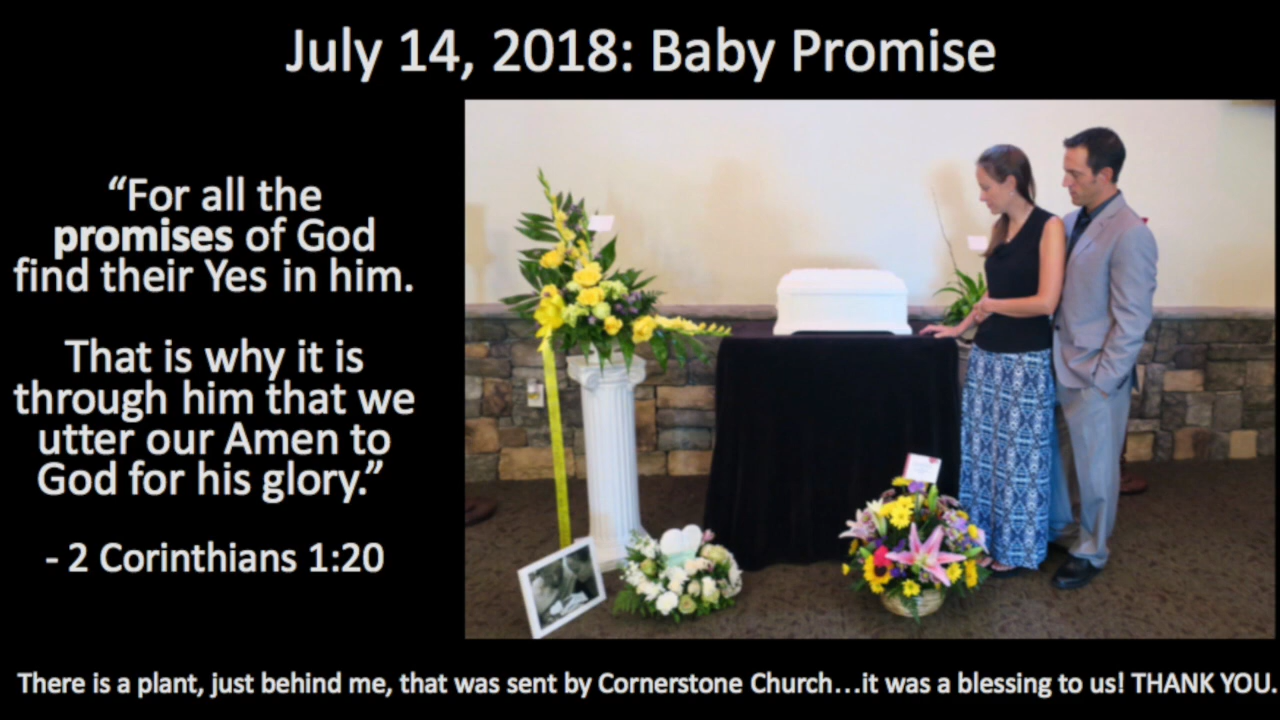 July 14, 2018: Baby Promise
“For all the
promises of God
find their Yes in him.
That is why it is
through him that we
utter our Amen to
God for his glory.”
- 2 Corinthians 1:20
There is a plant, just behind me, that was sent by Cornerstone Church…it was a blessing to us! THANK YOU.